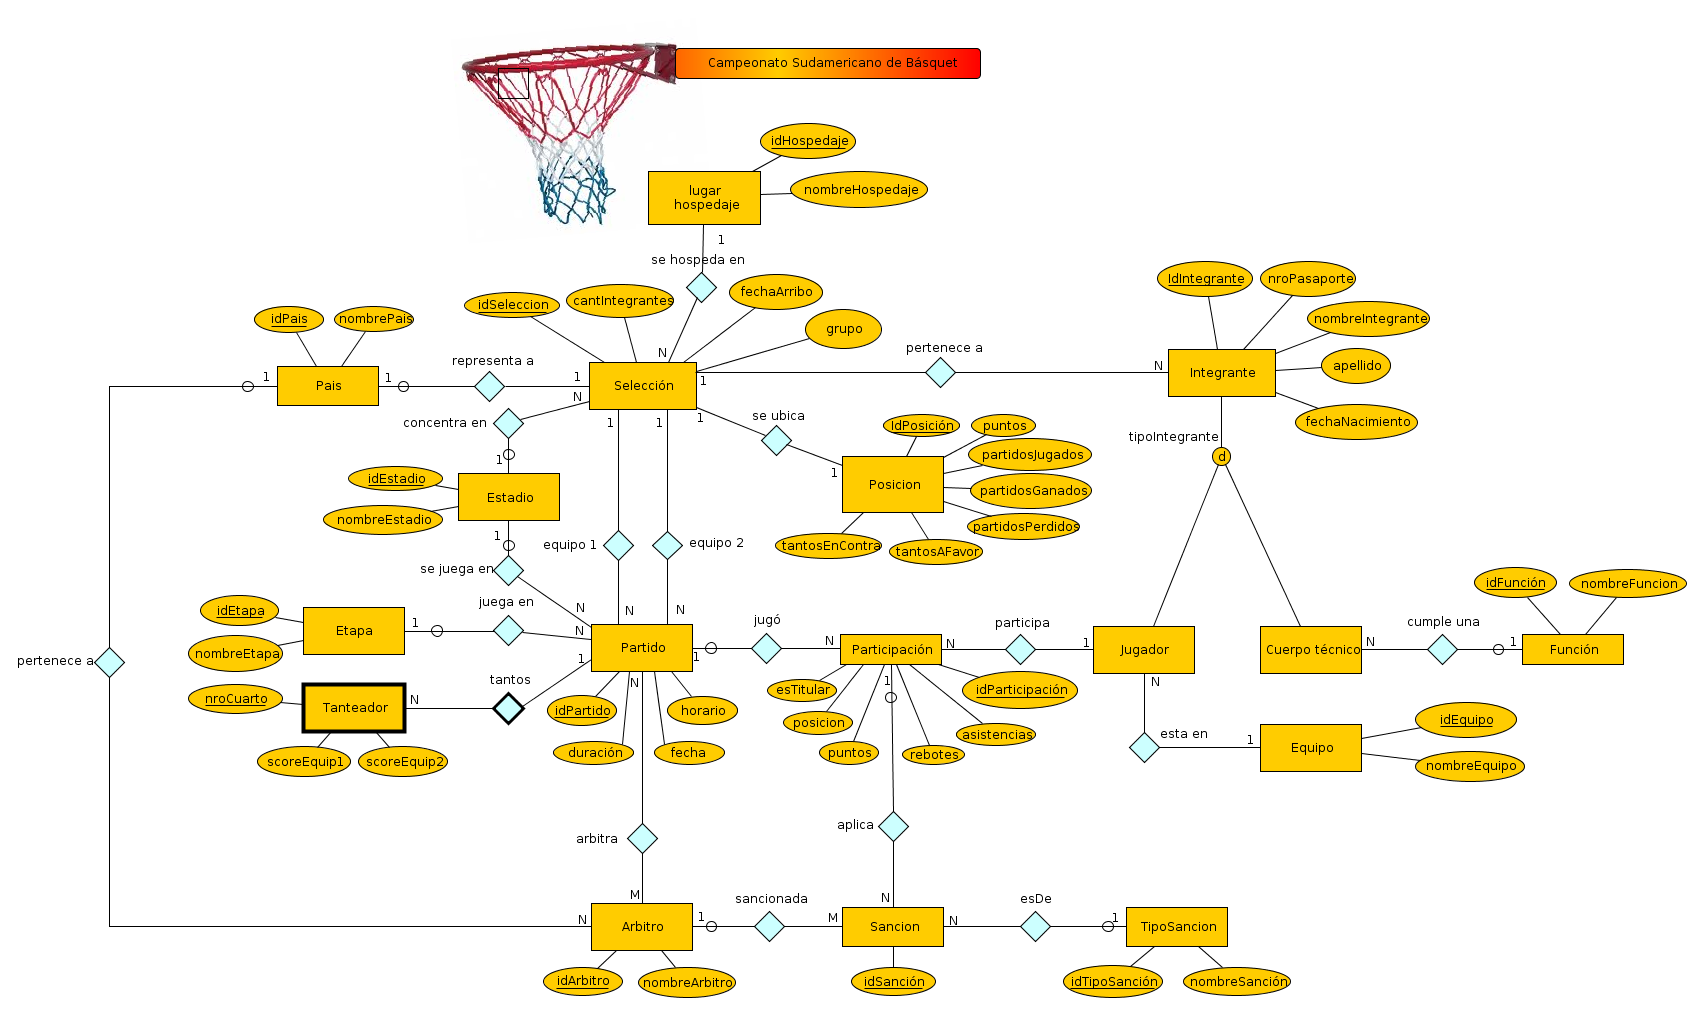 Campeonato Sudamericano de Básquet
idHospedaje
lugar
hospedaje
nombreHospedaje
1
se hospeda en
idSeleccion
cantIntegrantes
fechaArribo
grupo
N
idPais
nombrePais
1
Pais
1
representa a
1
Selección
N
1
1
1
1
pertenece a
N
Integrante
IdIntegrante
nroPasaporte
nombreIntegrante
apellido
fechaNacimiento
tipoIntegrante
d
concentra en
1
se ubica
1
IdPosición
puntos
partidosJugados
Posicion
partidosGanados
partidosPerdidos
tantosEnContra
tantosAFavor
idEstadio
Estadio
nombreEstadio
1
se juega en
equipo 1
equipo 2
N
N
N
idEtapa
Etapa
nombreEtapa
1
juega en
N
Partido
1
1
N
jugó
N
Participación
N
participa
1
Jugador
N
Cuerpo técnico
N
cumple una
1
Función
idFunción
nombreFuncion
pertenece a
nroCuarto
Tanteador
N
tantos
scoreEquip1
scoreEquip2
idPartido
horario
duración
fecha
esTitular
posicion
puntos
1
rebotes
asistencias
idParticipación
esta en
1
Equipo
idEquipo
nombreEquipo
arbitra
aplica
M
N
N
Arbitro
1
sancionada
M
Sancion
N
esDe
1
TipoSancion
idArbitro
nombreArbitro
idSanción
idTipoSanción
nombreSanción